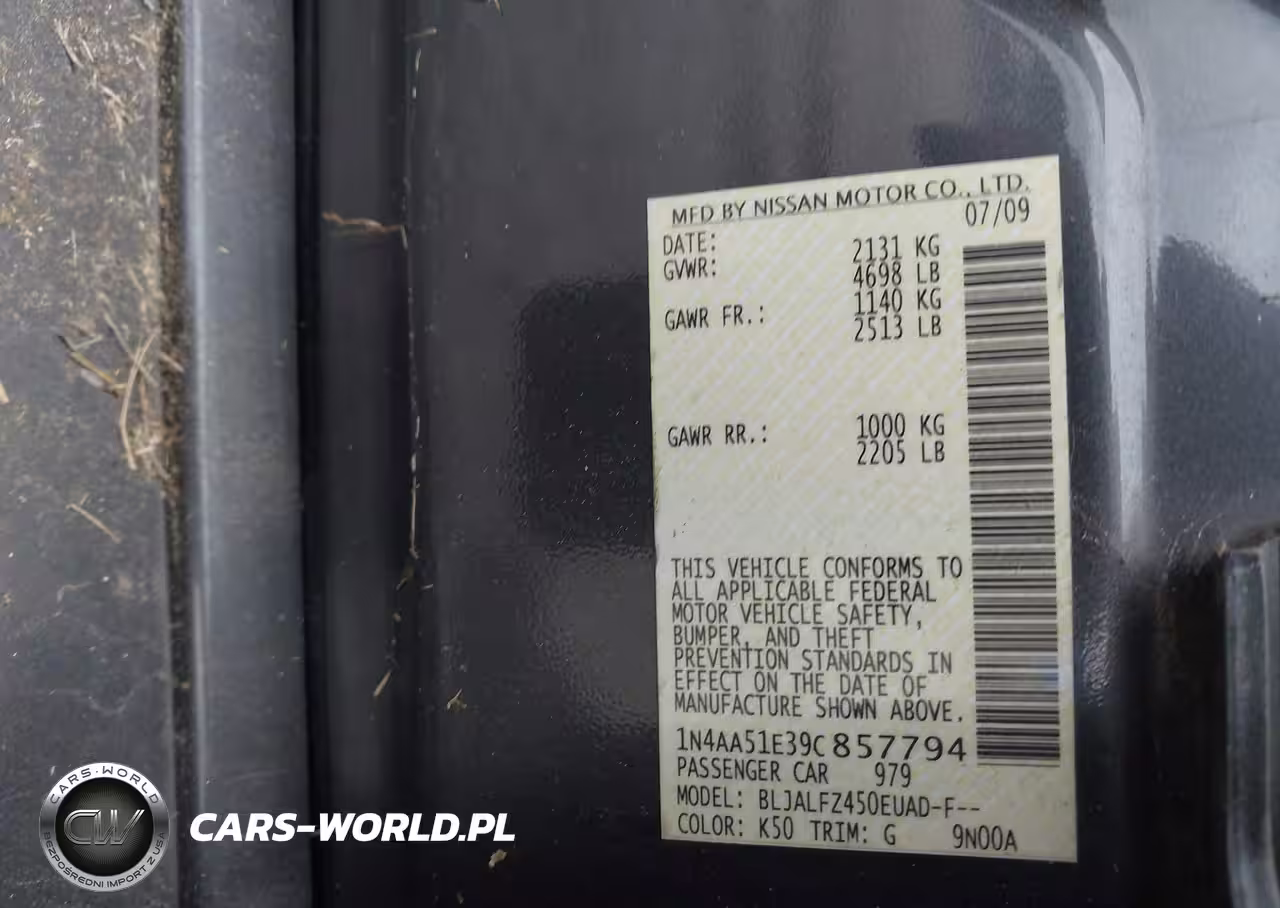 MFD BY NISSAN MOTOR CO., LTD.
DATE: 07/09
GVWR: 2131 KG
4698 LB
GAWR FR.: 1140 KG
2513 LB
GAWR RR.: 1000 KG
2205 LB
THIS VEHICLE CONFORMS TO
ALL APPLICABLE FEDERAL
MOTOR VEHICLE SAFETY,
BUMPER, AND THEFT
PREVENTION STANDARDS IN
EFFECT ON THE DATE OF
MANUFACTURE SHOWN ABOVE.
1N4AA51E39C857794
PASSENGER CAR 979
MODEL: BLJALFZ450EUAD-F--
COLOR: K50 TRIM: G 9N00A
CARS-WORLD
CW
BEZPOŚREDNI IMPORT Z USA
CARS-WORLD.PL